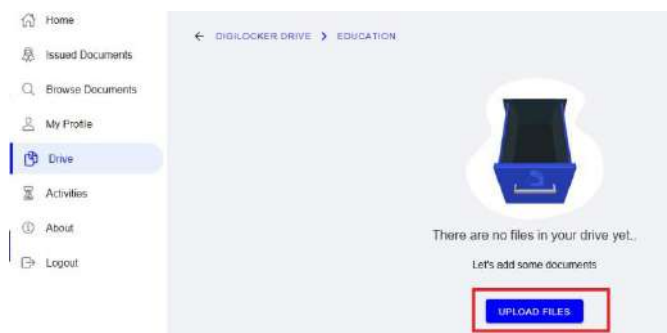 Home
Issued Documents
Browse Documents
My Profile
Drive
Activities
About
Logout
DIGILOCKER DRIVE > EDUCATION
There are no files in your drive yet..
Let's add some documents
UPLOAD FILES